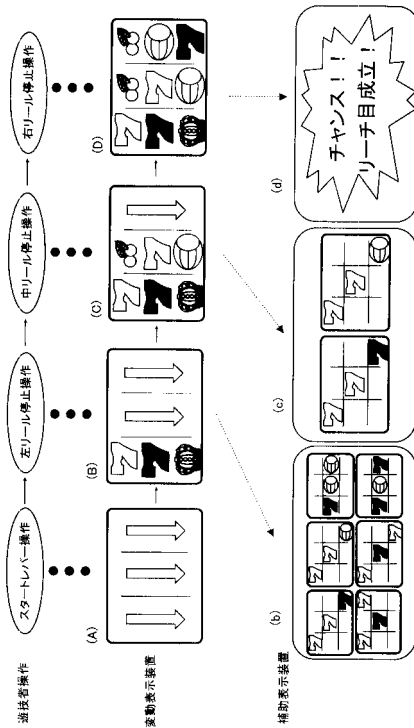 遊技者操作
スタートレバー操作
左リール停止操作
中リール停止操作
右リール停止操作
変動表示装置
(A)
(B)
(C)
(D)
補助表示装置
(b)
(c)
(d)
チャンス!!
リーチ目成立!